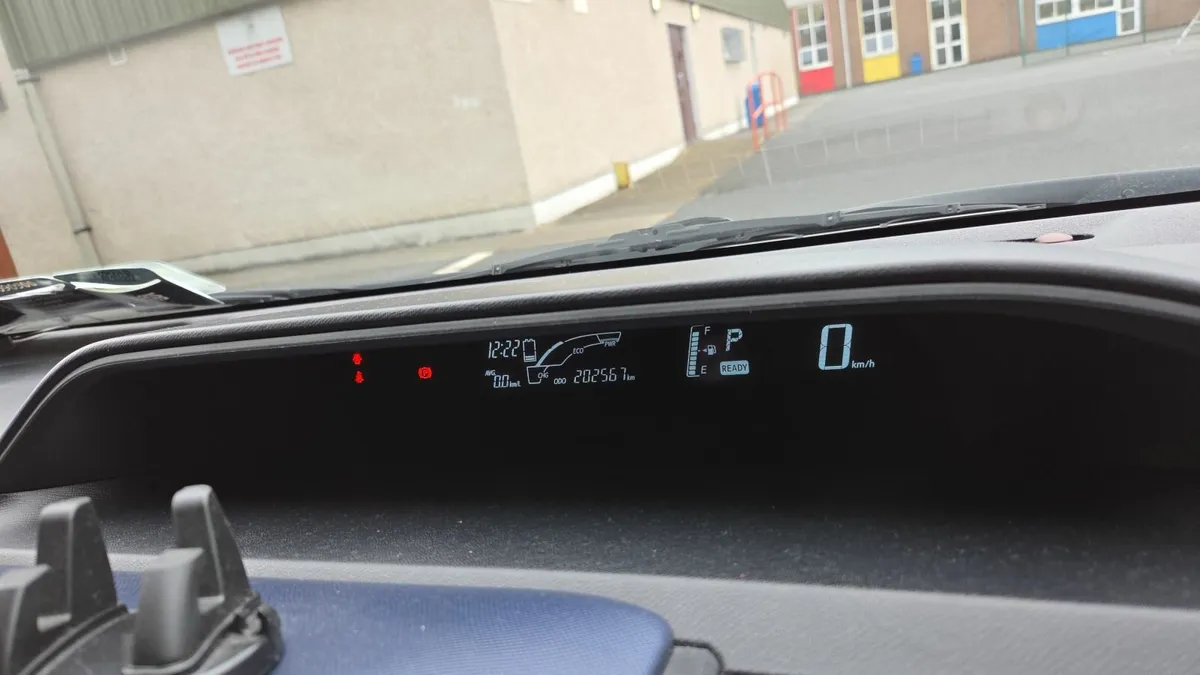 12:22
ECO
PWR
CHG
AVG
0.0 km/L
ODO 202567 km
F
E
P
READY
0 km/h